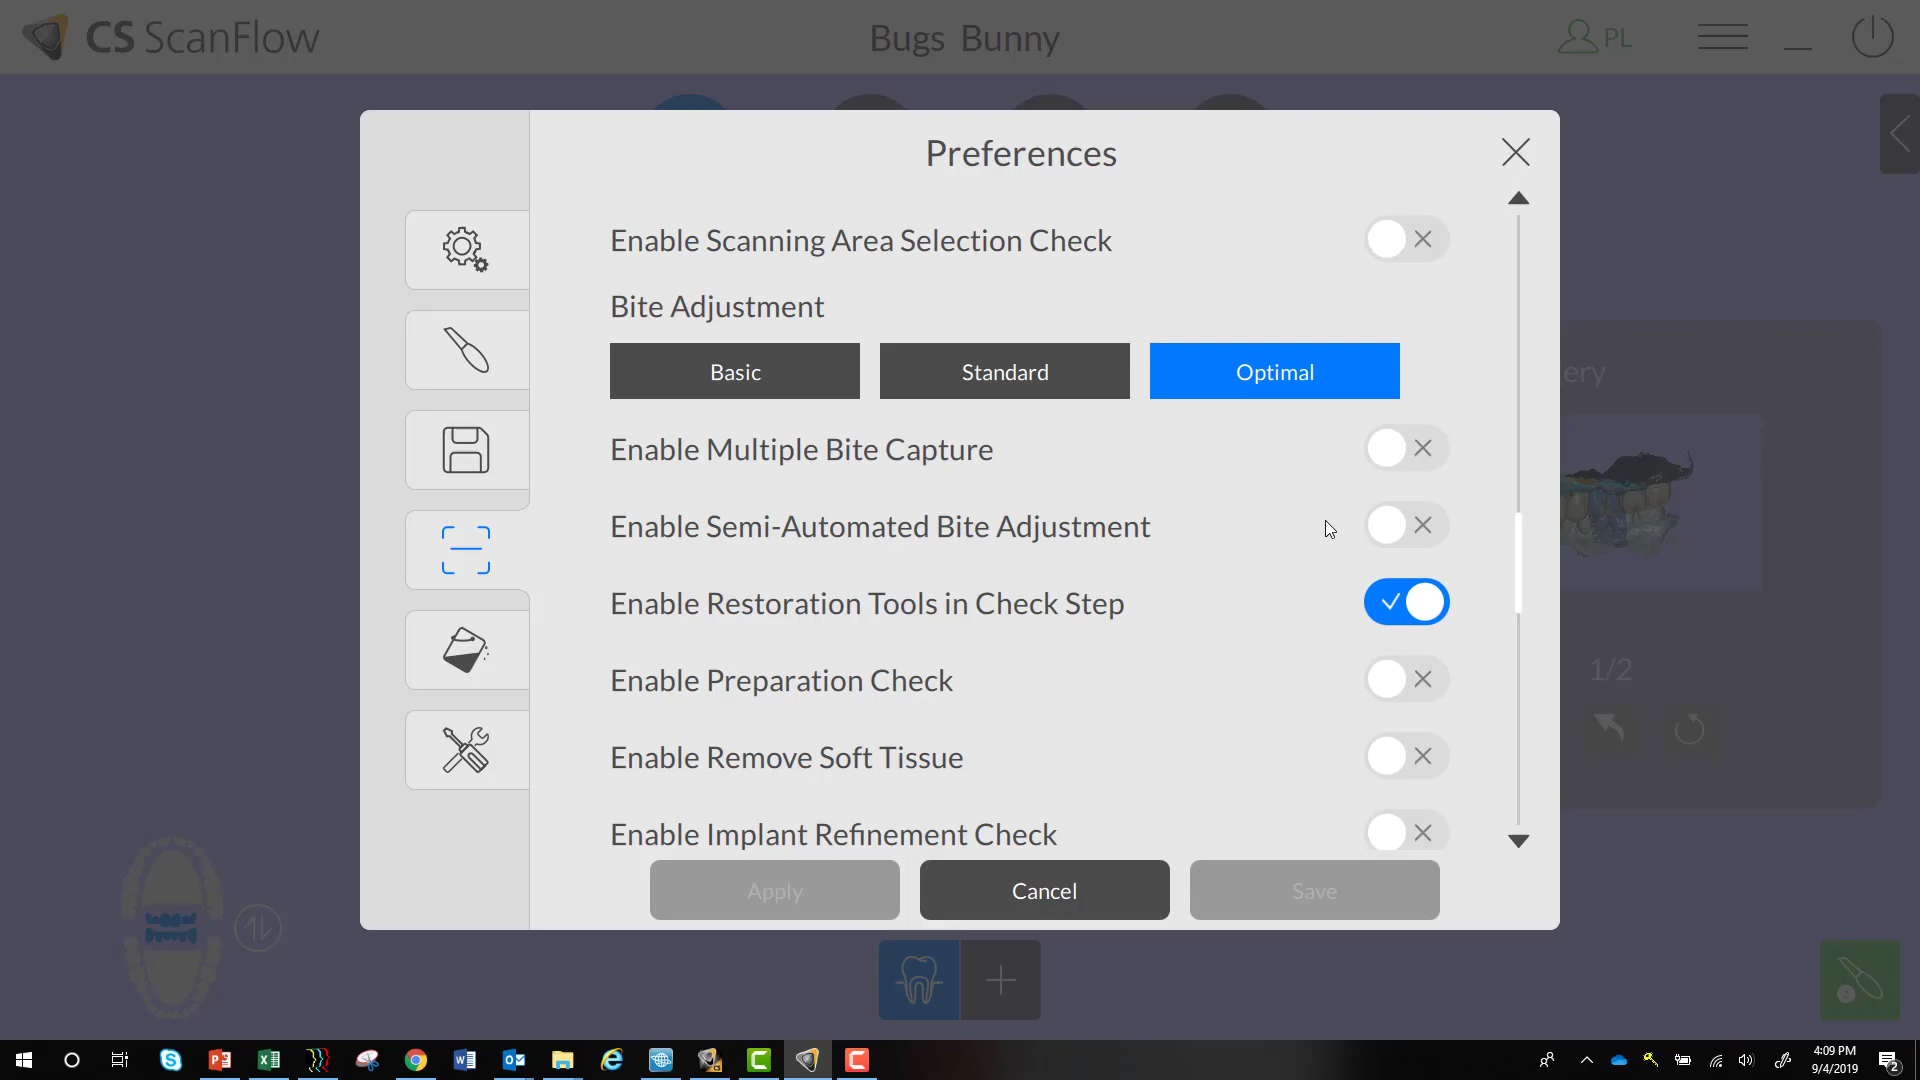 CS ScanFlow
Bugs Bunny
PL
Preferences
Enable Scanning Area Selection Check
Bite Adjustment
Basic
Standard
Optimal
Enable Multiple Bite Capture
Enable Semi-Automated Bite Adjustment
Enable Restoration Tools in Check Step
Enable Preparation Check
Enable Remove Soft Tissue
Enable Implant Refinement Check
Apply
Cancel
Save
ery
1/2
4:09 PM
9/4/2019
2